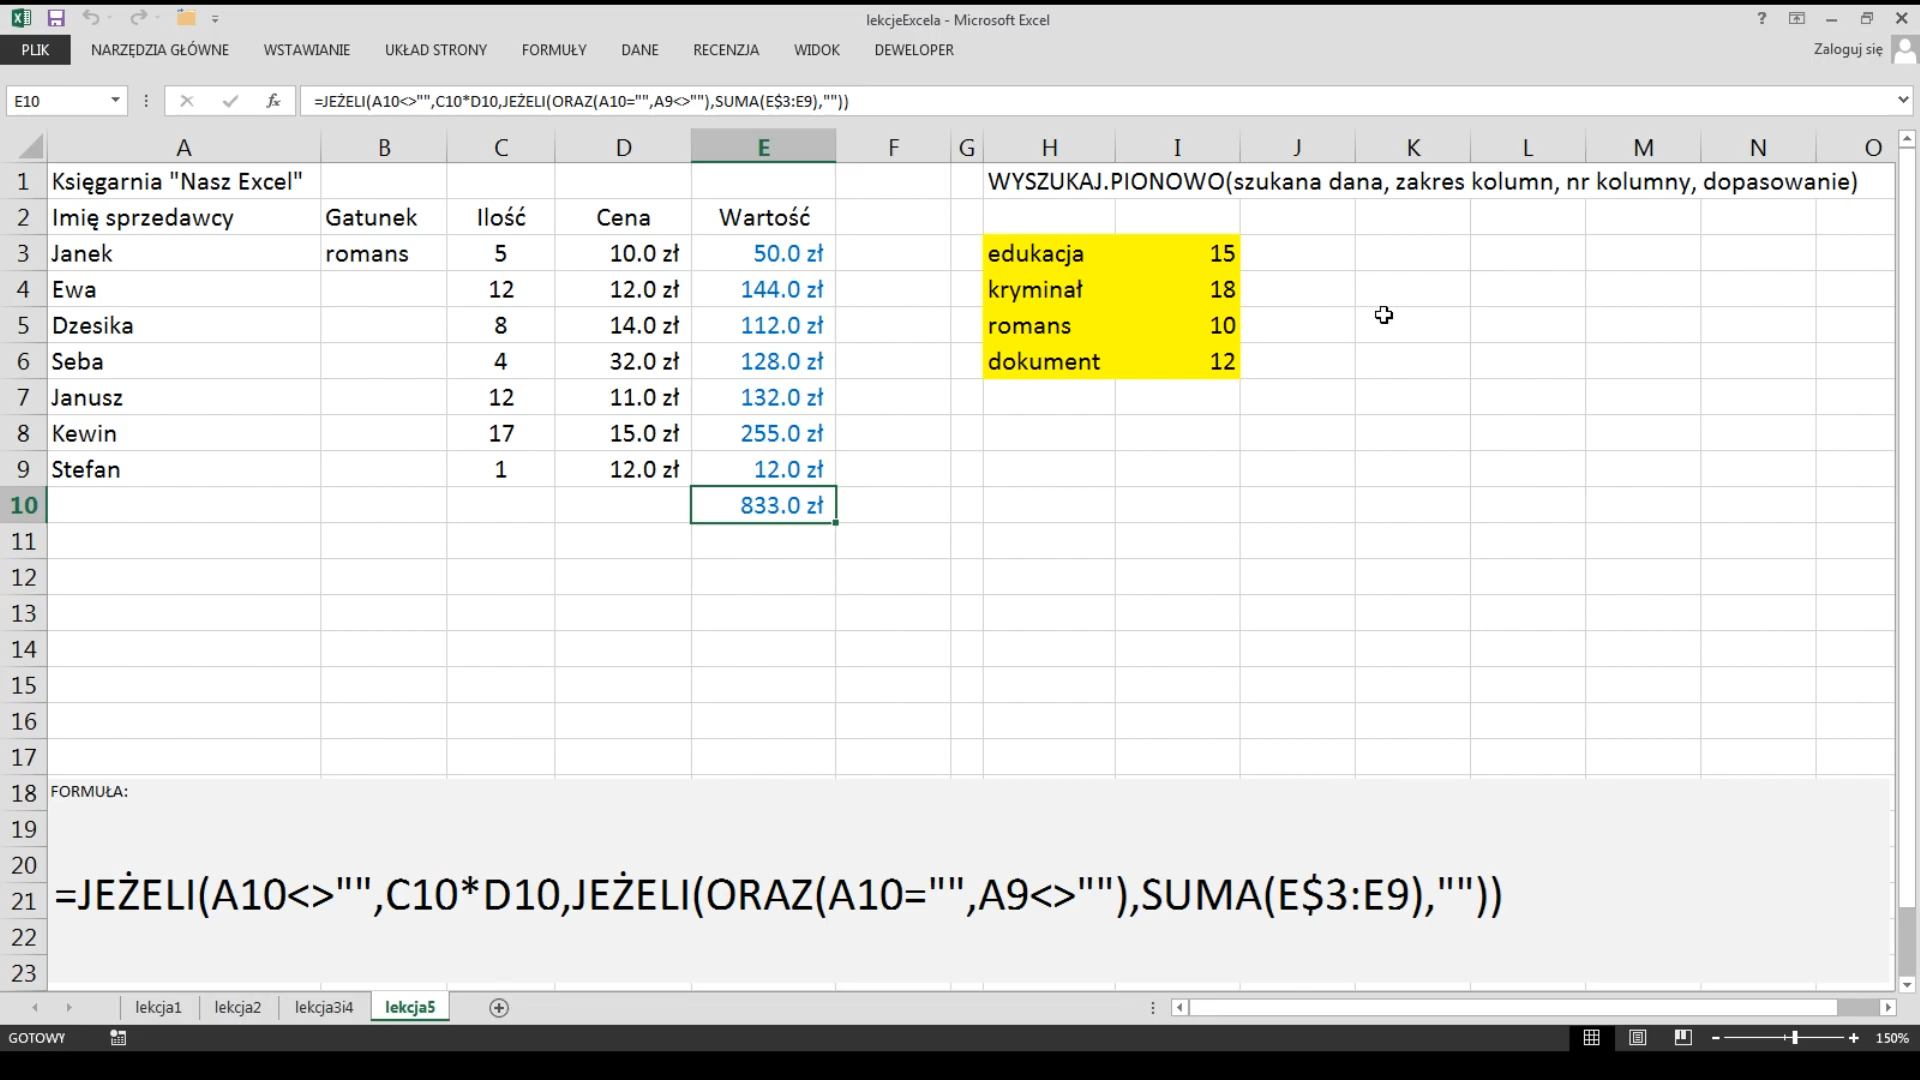 lekcjeExcela - Microsoft Excel
PLIK NARZĘDZIA GŁÓWNE WSTAWIANIE UKŁAD STRONY FORMUŁY DANE RECENZJA WIDOK DEWELOPER Zaloguj się
E10 =JEŻELI(A10<>"",C10*D10,JEŻELI(ORAZ(A10="",A9<>""),SUMA(E$3:E9),""))
A B C D E F G H I J K L M N O
1 Księgarnia "Nasz Excel" WYSZUKAJ.PIONOWO(szukana dana, zakres kolumn, nr kolumny, dopasowanie)
2 Imię sprzedawcy Gatunek Ilość Cena Wartość
3 Janek romans 5 10.0 zł 50.0 zł edukacja 15
4 Ewa 12 12.0 zł 144.0 zł kryminał 18
5 Dzesika 8 14.0 zł 112.0 zł romans 10
6 Seba 4 32.0 zł 128.0 zł dokument 12
7 Janusz 12 11.0 zł 132.0 zł
8 Kewin 17 15.0 zł 255.0 zł
9 Stefan 1 12.0 zł 12.0 zł
10 833.0 zł
11
12
13
14
15
16
17
18 FORMUŁA:
19
20
21 =JEŻELI(A10<>"",C10*D10,JEŻELI(ORAZ(A10="",A9<>""),SUMA(E$3:E9),""))
22
23
lekcja1 lekcja2 lekcja3i4 lekcja5
GOTOWY 150%